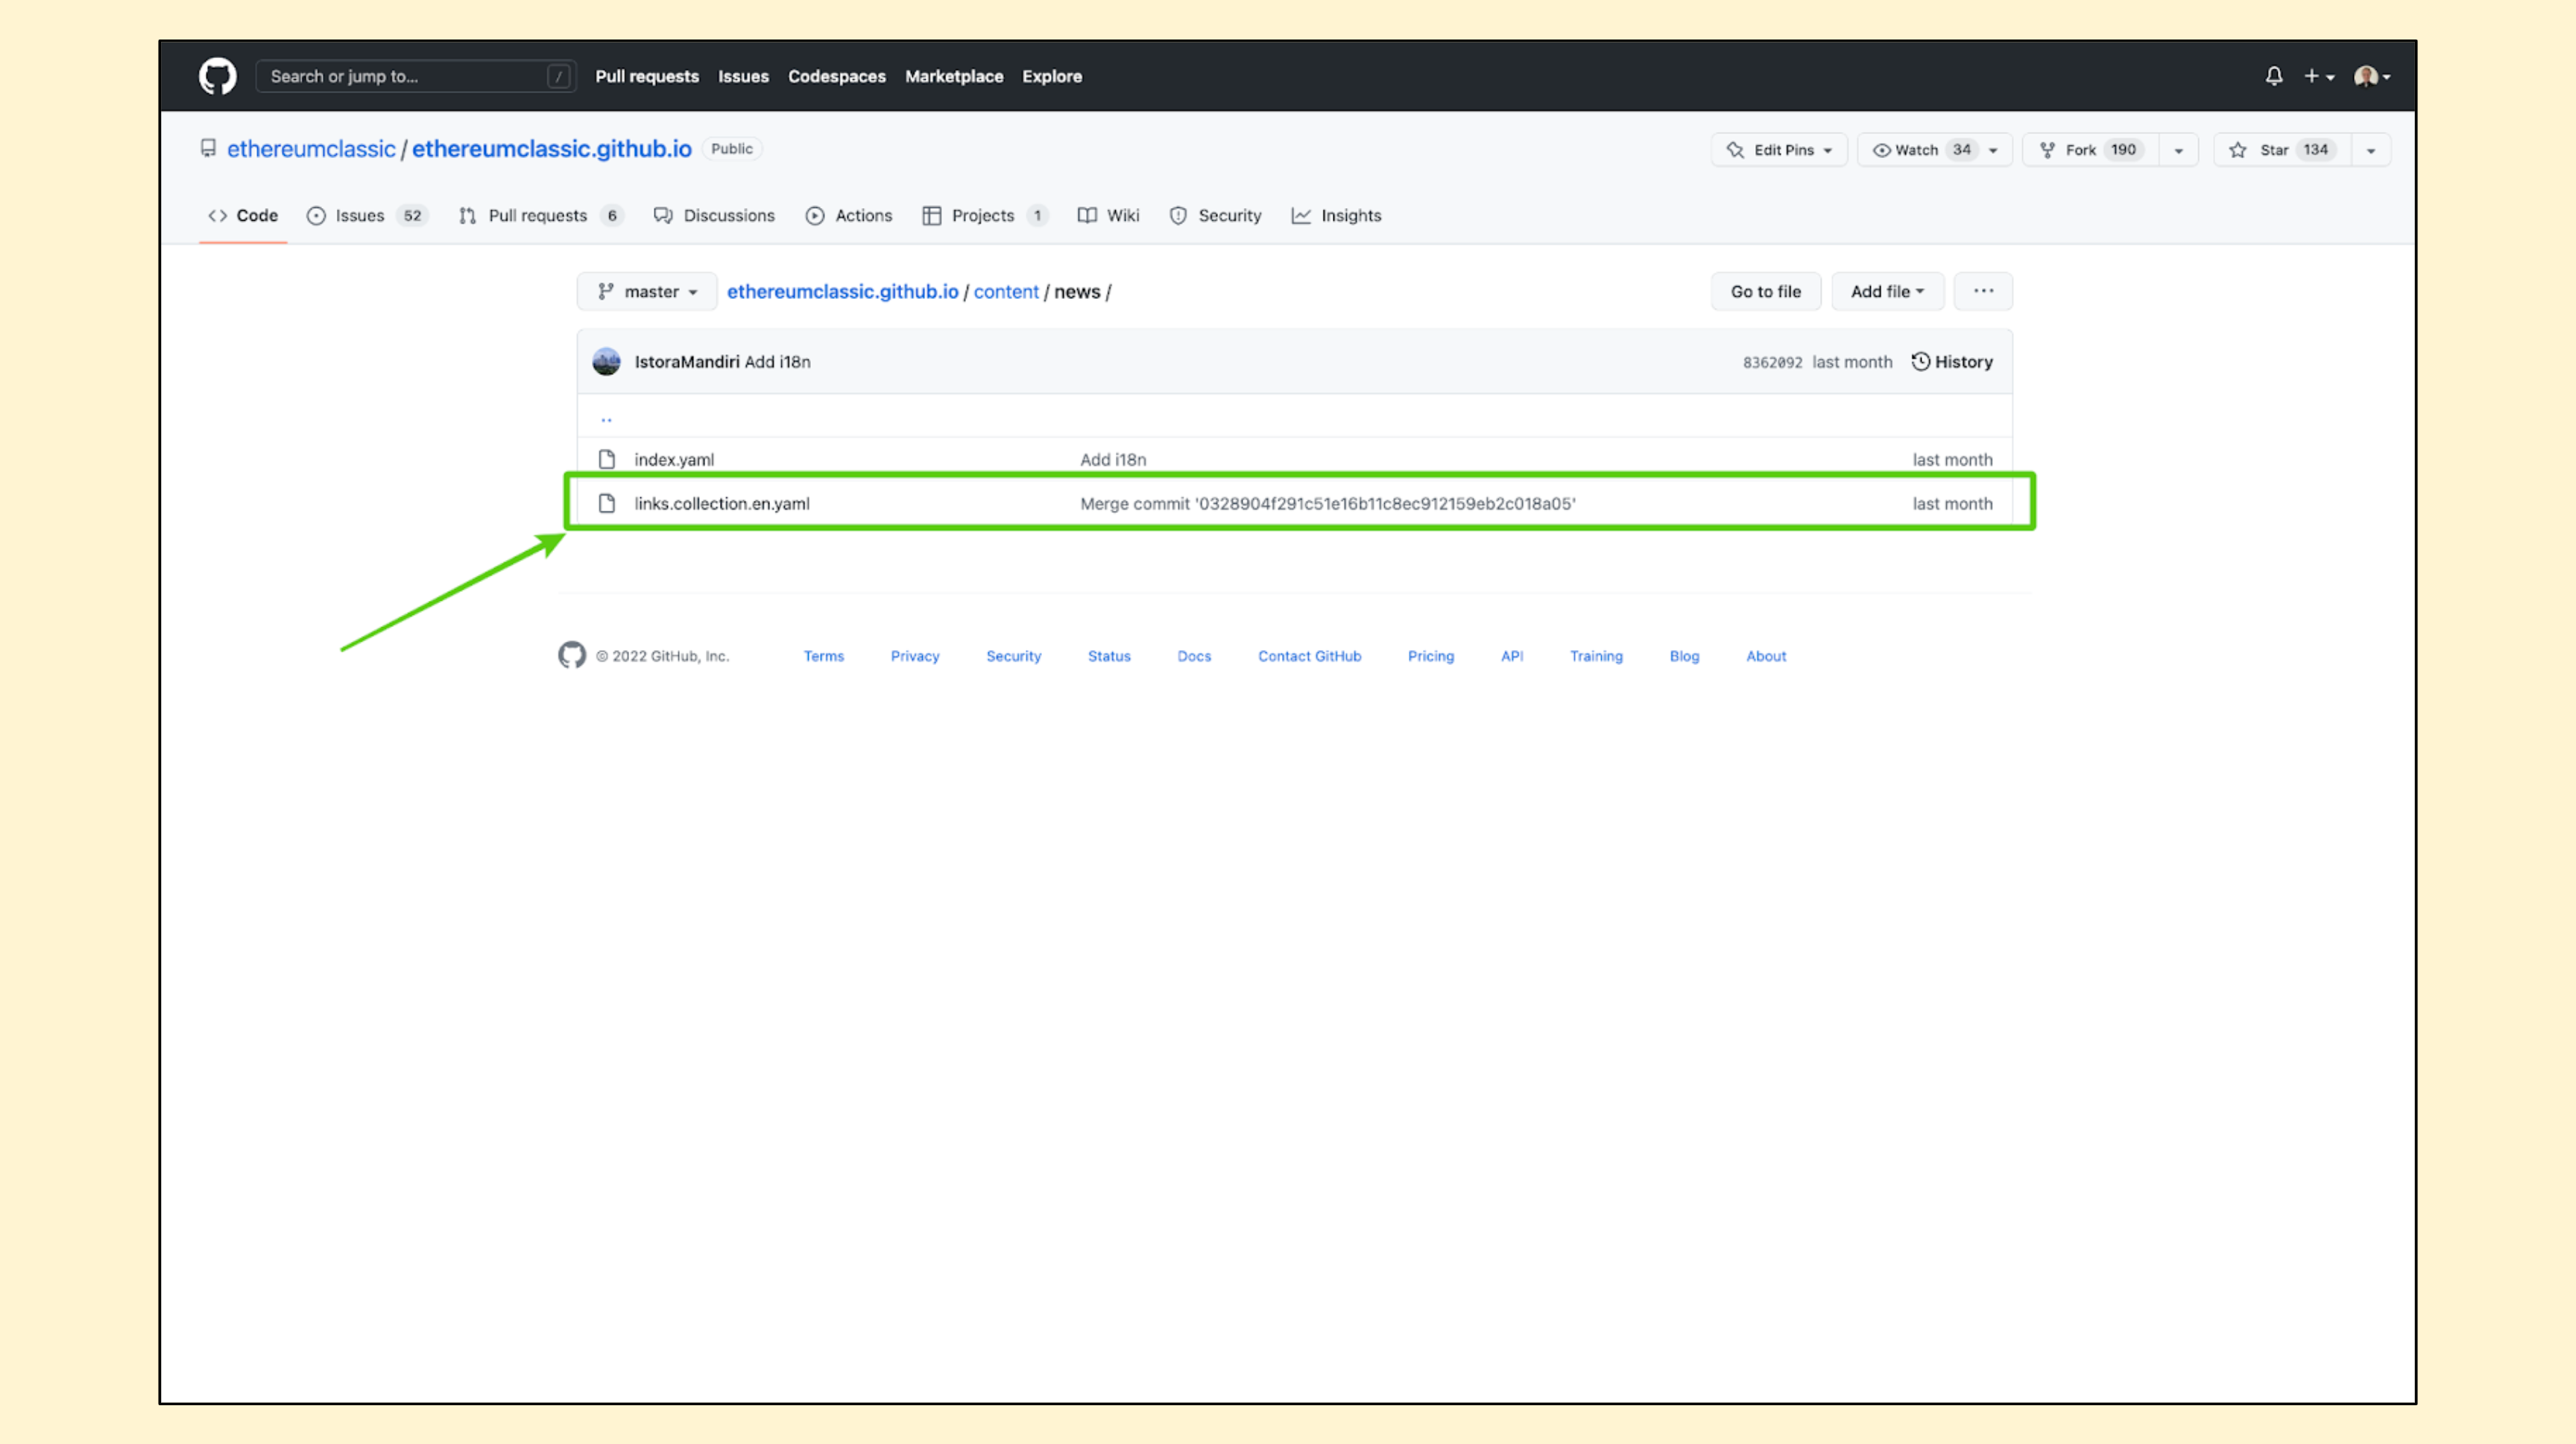 Search or jump to... / Pull requests Issues Codespaces Marketplace Explore
ethereumclassic / ethereumclassic.github.io Public Edit Pins Watch 34 Fork 190 Star 134
Code Issues 52 Pull requests 6 Discussions Actions Projects 1 Wiki Security Insights
master ethereumclassic.github.io / content / news / Go to file Add file ...
IstoraMandiri Add i18n 8362092 last month History
..
index.yaml Add i18n last month
links.collection.en.yaml Merge commit '0328904f291c51e16b11c8ec912159eb2c018a05' last month
© 2022 GitHub, Inc. Terms Privacy Security Status Docs Contact GitHub Pricing API Training Blog About